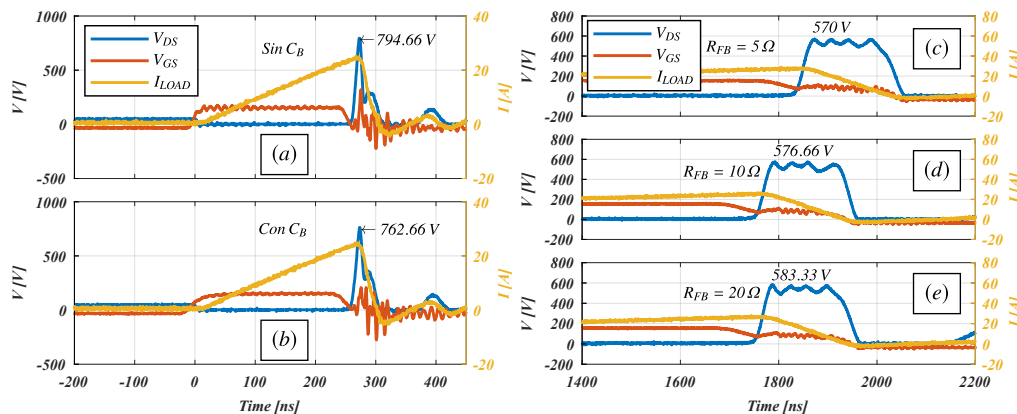 1000
500
0
-500
V [V]
V_DS
V_GS
I_LOAD
Sin C_B
794.66 V
(a)
40
20
0
-20
I [A]
1000
500
0
-500
V [V]
Con C_B
762.66 V
(b)
40
20
0
-20
I [A]
-200 -100 0 100 200 300 400
Time [ns]
800
600
400
200
0
-200
V [V]
V_DS
V_GS
I_LOAD
R_FB = 5 Ω
570 V
(c)
80
60
40
20
0
-20
I [A]
800
600
400
200
0
-200
V [V]
R_FB = 10 Ω
576.66 V
(d)
80
60
40
20
0
-20
I [A]
800
600
400
200
0
-200
V [V]
R_FB = 20 Ω
583.33 V
(e)
80
60
40
20
0
-20
I [A]
1400 1600 1800 2000 2200
Time [ns]